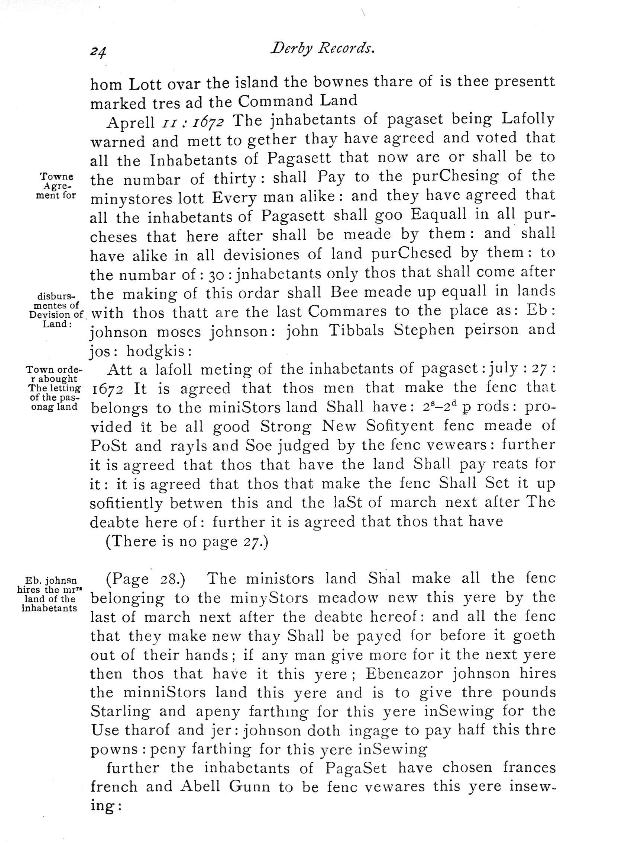 24
Derby Records.
hom Lott ovar the island the bownes thare of is thee presentt
marked tres ad the Command Land
Aprell 11 : 1672 The jnhabetants of pagaset being Lafolly
warned and mett to gether thay have agreed and voted that
all the Inhabetants of Pagasett that now are or shall be to
Towne
Agre-
ment for
the numbar of thirty : shall Pay to the purChesing of the
minystores lott Every man alike : and they have agreed that
all the inhabetants of Pagasett shall goo Eaquall in all pur-
cheses that here after shall be meade by them : and shall
have alike in all devisiones of land purChesed by them : to
the numbar of : 30 : jnhabetants only thos that shall come after
disburs-
mentes of
Devision of
Land :
the making of this ordar shall Bee meade up equall in lands
with thos thatt are the last Commares to the place as : Eb :
johnson moses johnson : john Tibbals Stephen peirson and
jos : hodgkis :
Town orde-
r abought
The letting
of the pas-
onag land
Att a lafoll meting of the inhabetants of pagaset : july : 27 :
1672 It is agreed that thos men that make the fenc that
belongs to the miniStors land Shall have : 2s–2d p rods : pro-
vided it be all good Strong New Sofityent fenc meade of
PoSt and rayls and Soe judged by the fenc vewears : further
it is agreed that thos that have the land Shall pay reats for
it : it is agreed that thos that make the fenc Shall Set it up
sofitiently betwen this and the laSt of march next after The
deabte here of : further it is agreed that thos that have
(There is no page 27.)
Eb. johnsn
hires the mrrs
land of the
inhabetants
(Page 28.) The ministors land Shal make all the fenc
belonging to the minyStors meadow new this yere by the
last of march next after the deabte hereof : and all the fenc
that they make new thay Shall be payed for before it goeth
out of their hands ; if any man give more for it the next yere
then thos that have it this yere ; Ebeneazor johnson hires
the minniStors land this yere and is to give thre pounds
Starling and apeny farthing for this yere inSewing for the
Use tharof and jer : johnson doth ingage to pay half this thre
powns : peny farthing for this yere inSewing
further the inhabetants of PagaSet have chosen frances
french and Abell Gunn to be fenc vewares this yere insew-
ing :